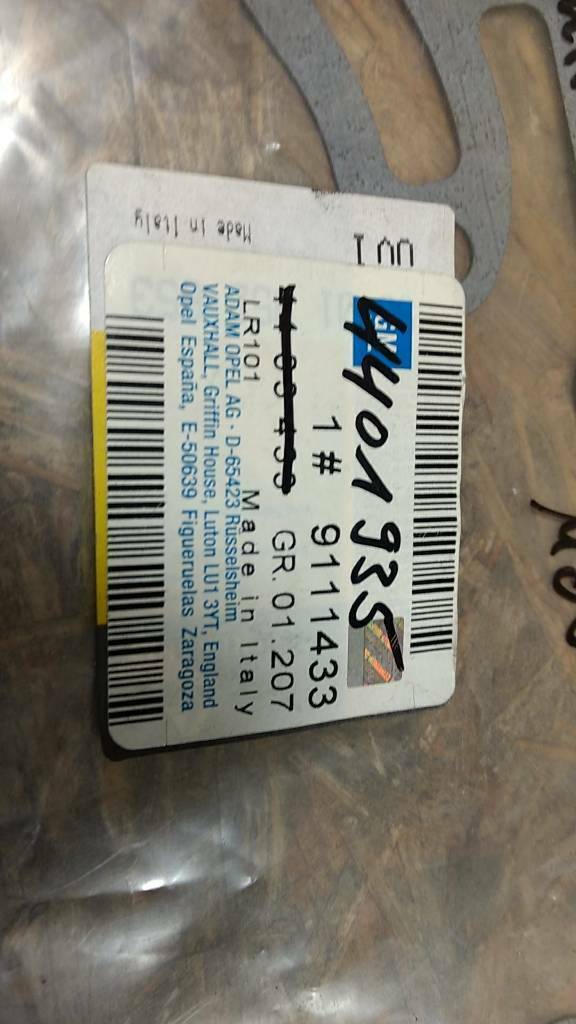 GM
4401935
1# 9111433
GR. 01.207
LR101 Made in Italy
ADAM OPEL AG · D-65423 Rüsselsheim
VAUXHALL, Griffin House, Luton LU1 3YT, England
Opel España, E-50639 Figueruelas Zaragoza
Made in Italy